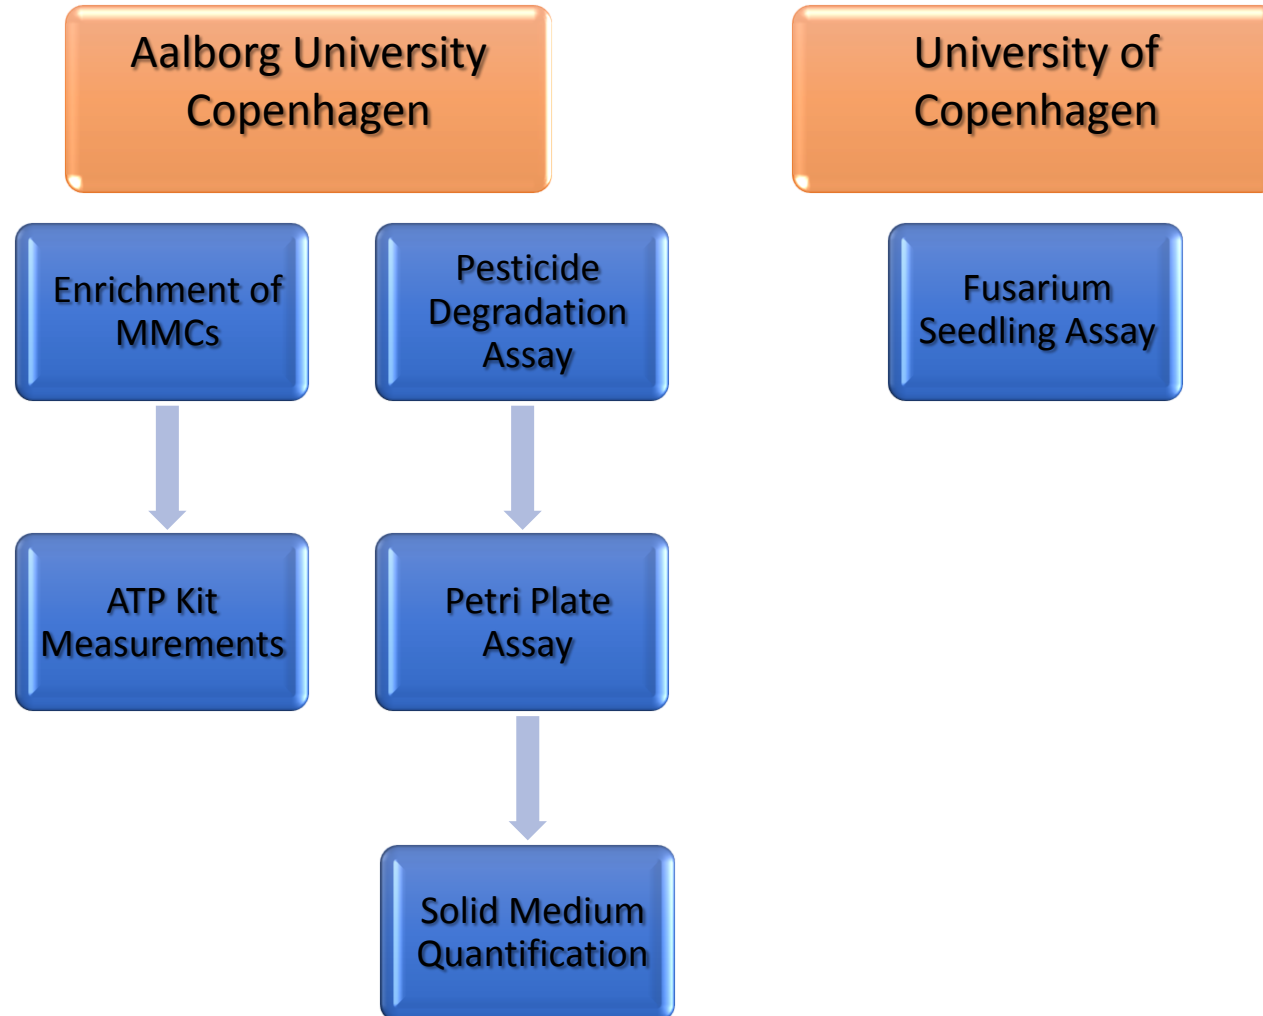 Aalborg University
Copenhagen
University of
Copenhagen
Enrichment of
MMCs
Pesticide
Degradation
Assay
Fusarium
Seedling Assay
ATP Kit
Measurements
Petri Plate
Assay
Solid Medium
Quantification